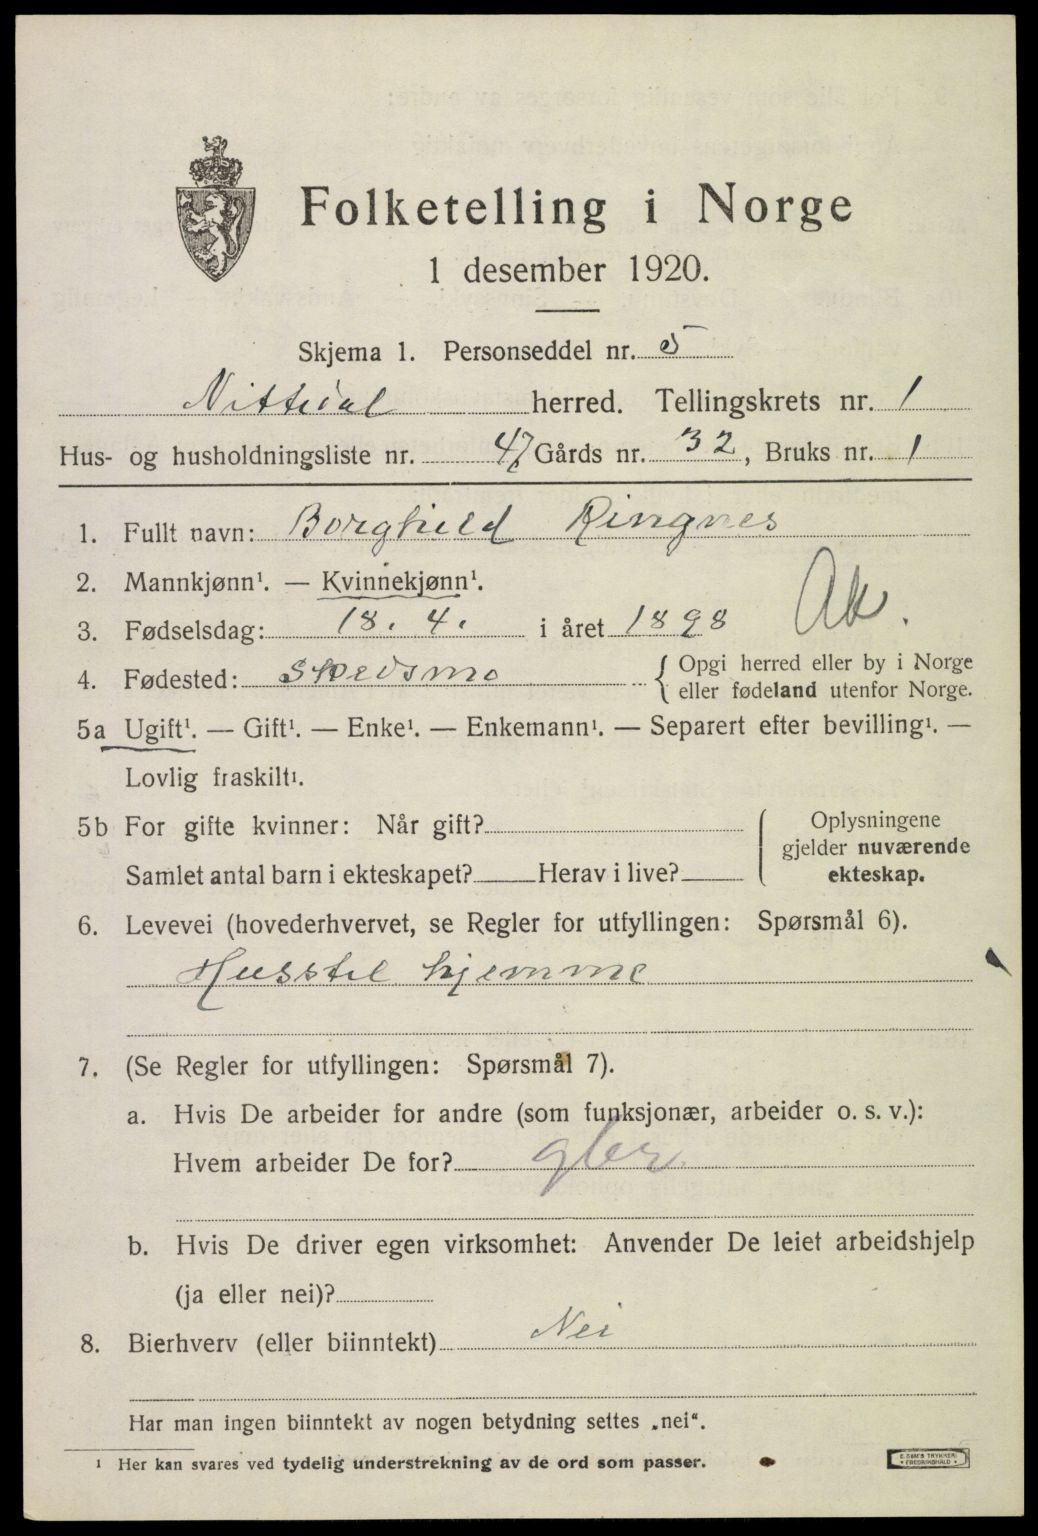 Folketelling i Norge
1 desember 1920.
Skjema 1. Personseddel nr. 5
Nittedal herred. Tellingskrets nr. 1
Hus- og husholdningsliste nr. 47 Gårds nr. 32, Bruks nr. 1
1. Fullt navn: Borghild Ringnes
2. Mannkjønn¹. — Kvinnekjønn¹.
Ak.
3. Fødselsdag: 18. 4. i året 1898
4. Fødested: Skedsmo { Opgi herred eller by i Norge
eller fødeland utenfor Norge.
5a Ugift¹. — Gift¹. — Enke¹. — Enkemann¹. — Separert efter bevilling¹. —
Lovlig fraskilt¹.
5b For gifte kvinner: Når gift?
Samlet antal barn i ekteskapet? Herav i live?
Oplysningene
gjelder nuværende
ekteskap.
6. Levevei (hovederhvervet, se Regler for utfyllingen: Spørsmål 6).
Husstel hjemme
7. (Se Regler for utfyllingen: Spørsmål 7).
a. Hvis De arbeider for andre (som funksjonær, arbeider o. s. v.):
Hvem arbeider De for? gbr
b. Hvis De driver egen virksomhet: Anvender De leiet arbeidshjelp
(ja eller nei)?
8. Bierhverv (eller biinntekt) Nei
Har man ingen biinntekt av nogen betydning settes „nei“.
¹ Her kan svares ved tydelig understrekning av de ord som passer.